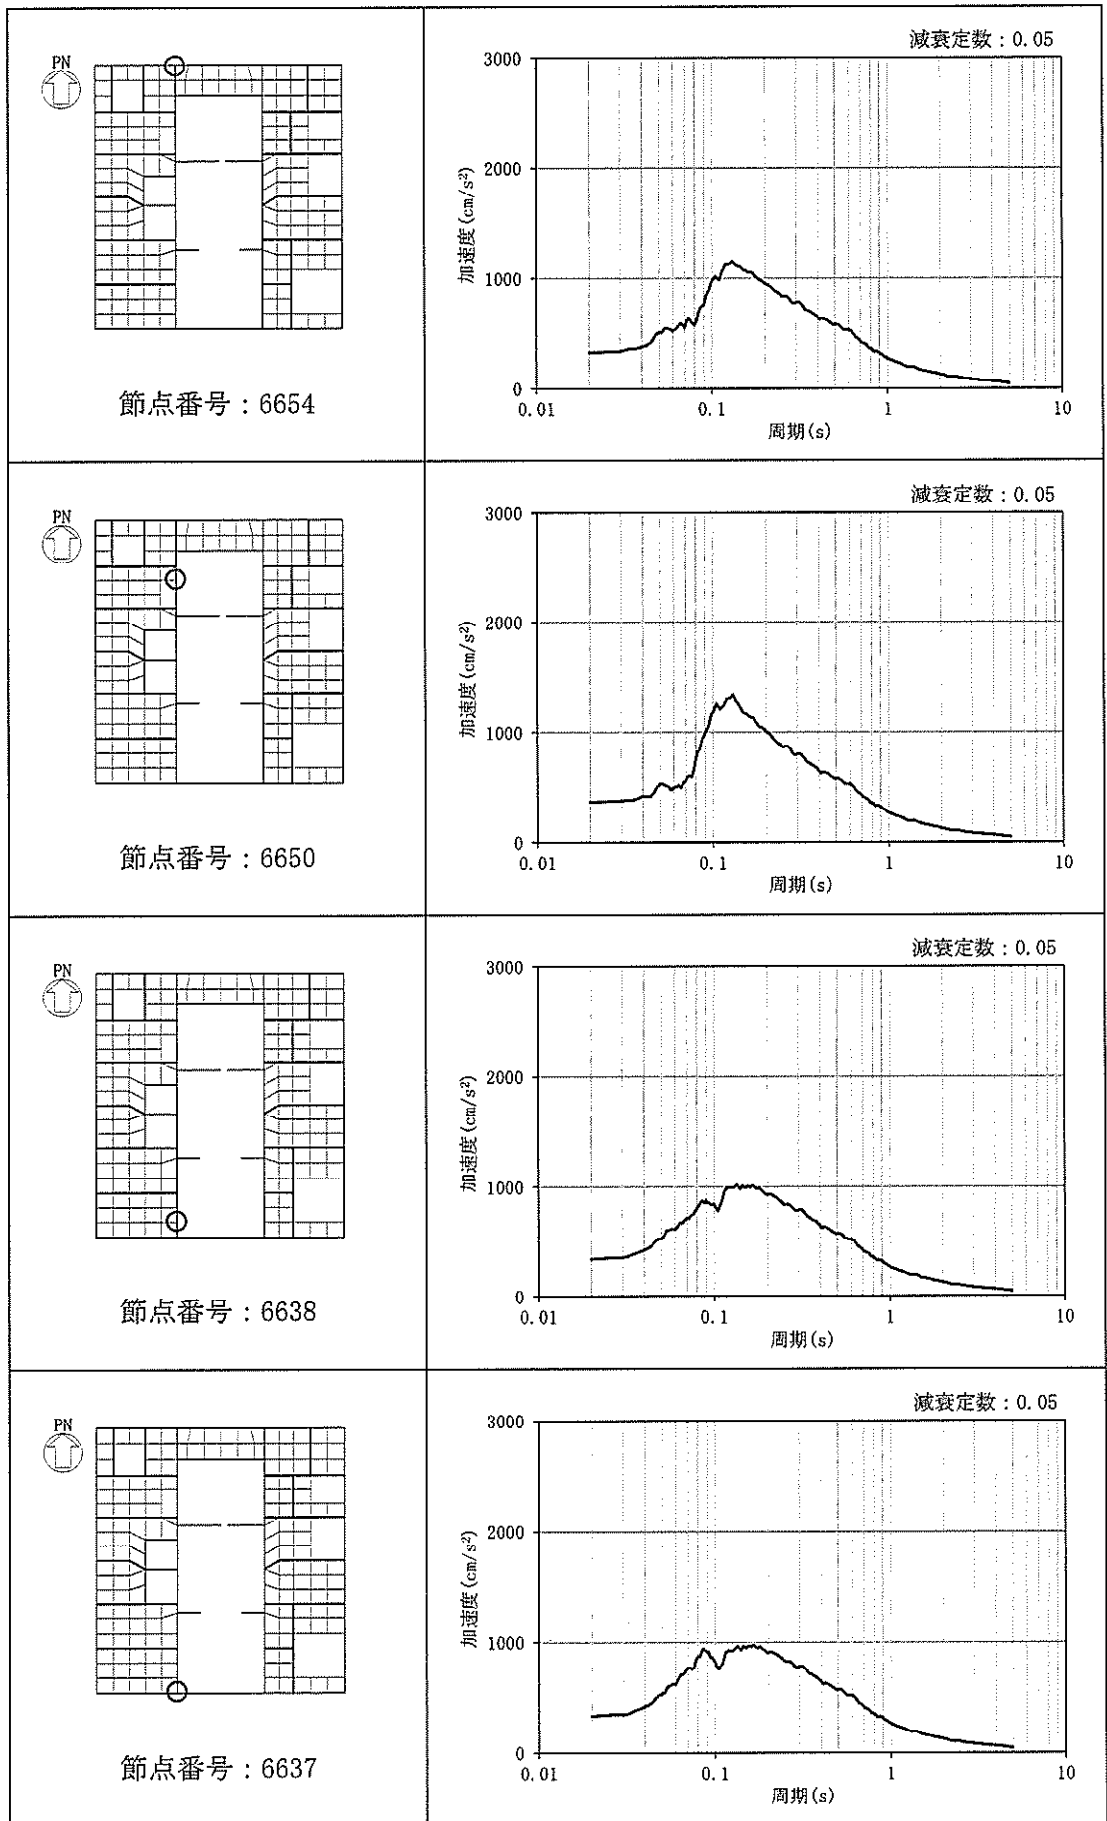 PN
節点番号：6654
減衰定数：0.05
3000
2000
1000
0
加速度(cm/s²)
0.01
0.1
1
10
周期(s)
PN
節点番号：6650
減衰定数：0.05
3000
2000
1000
0
加速度(cm/s²)
0.01
0.1
1
10
周期(s)
PN
節点番号：6638
減衰定数：0.05
3000
2000
1000
0
加速度(cm/s²)
0.01
0.1
1
10
周期(s)
PN
節点番号：6637
減衰定数：0.05
3000
2000
1000
0
加速度(cm/s²)
0.01
0.1
1
10
周期(s)